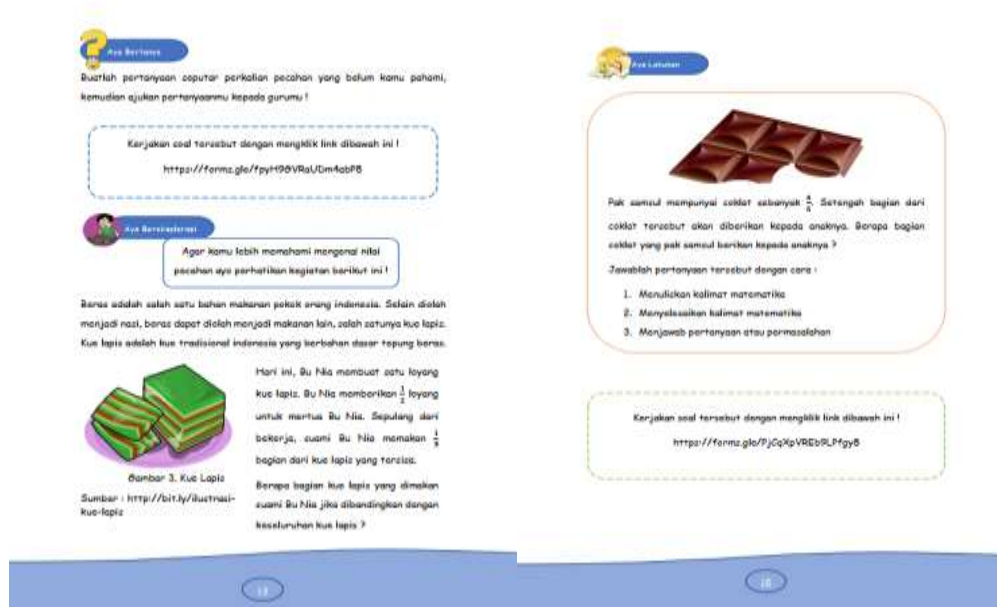 Ayo Bertanya
Buatlah pertanyaan seputar perkalian pecahan yang belum kamu pahami,
kemudian ajukan pertanyaanmu kepada gurumu !
Kerjakan soal tersebut dengan mengklik link dibawah ini !
Ayo Bereksplorasi
Agar kamu lebih memahami mengenai nilai
pecahan ayo perhatikan kegiatan berikut ini !
Beras adalah salah satu bahan makanan pokok orang indonesia. Selain diolah
menjadi nasi, beras dapat diolah menjadi makanan lain, salah satunya kue lapis.
Kue lapis adalah kue tradisional indonesia yang berbahan dasar tepung beras.
Hari ini, Bu Nia membuat satu loyang
kue lapis. Bu Nia memberikan 1/2 loyang
untuk mertua Bu Nia. Sepulang dari
bekerja, suami Bu Nia memakan
bagian dari kue lapis yang tersisa.
Berapa bagian kue lapis yang dimakan
suami Bu Nia jika dibandingkan dengan
keseluruhan kue lapis ?
Gambar 3. Kue Lapis
Sumber : http://bit.ly/ilustrasi-
kue-lapis
Ayo Latihan
Pak samsul mempunyai coklat sebanyak Setengah bagian dari
coklat tersebut akan diberikan kepada anaknya. Berapa bagian
coklat yang pak samsul berikan kepada anaknya ?
Jawablah pertanyaan tersebut dengan cara :
1. Menuliskan kalimat matematika
2. Menyelesaikan kalimat matematika
3. Menjawab pertanyaan atau permasalahan
Kerjakan soal tersebut dengan mengklik link dibawah ini !